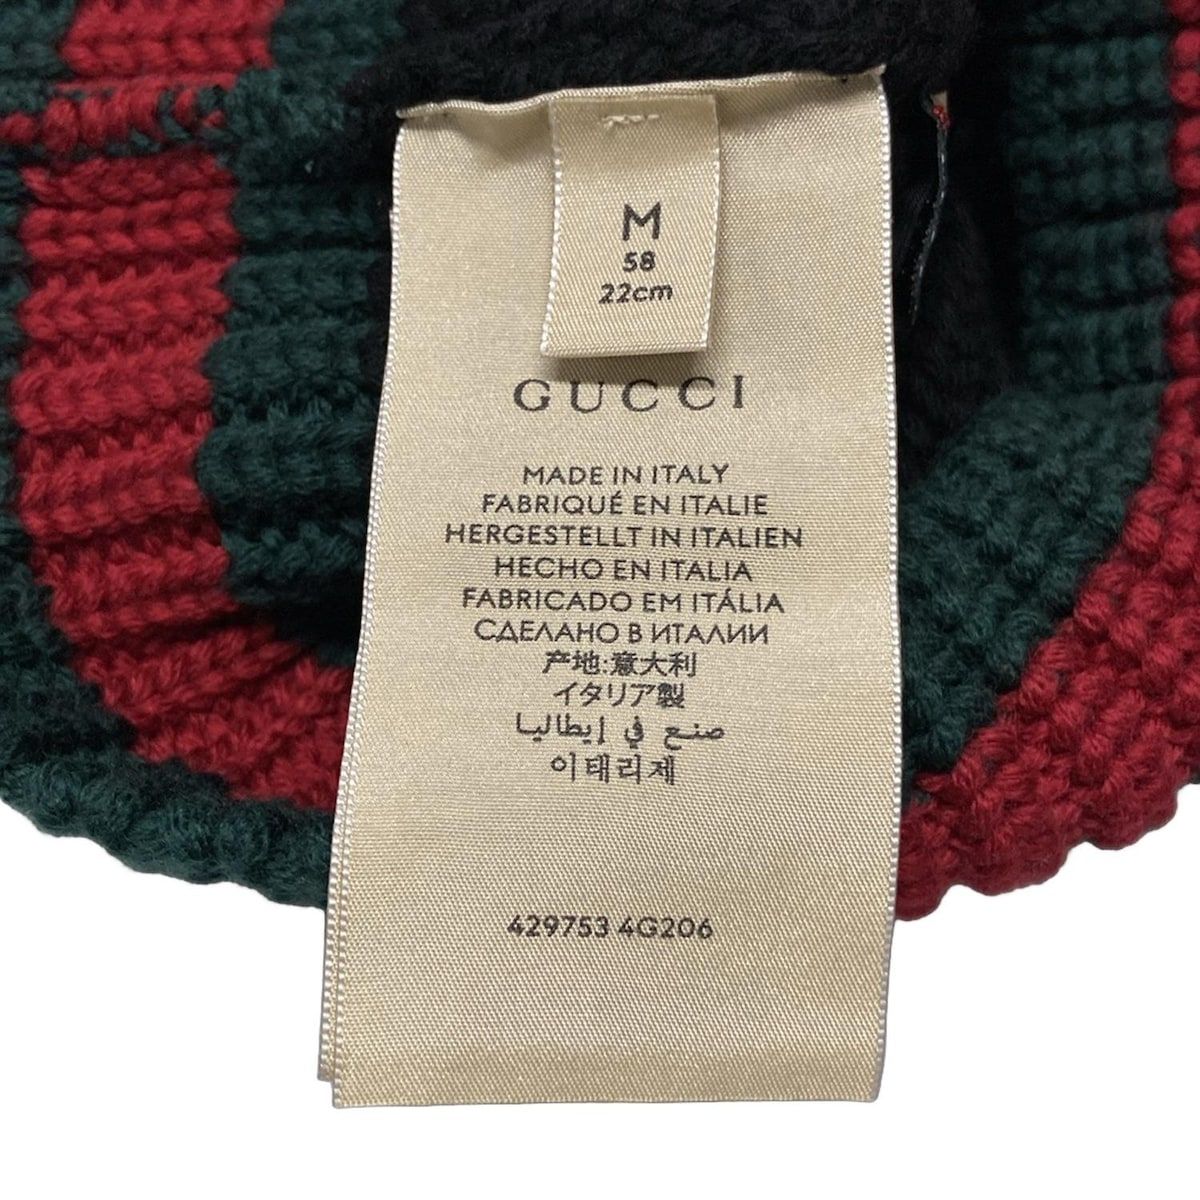 M
58
22cm
GUCCI
MADE IN ITALY
FABRIQUÉ EN ITALIE
HERGESTELLT IN ITALIEN
HECHO EN ITALIA
FABRICADO EM ITÁLIA
СДЕЛАНО В ИТАЛИИ
产地:意大利
イタリア製
صنع في إيطاليا
이태리제
429753 4G206